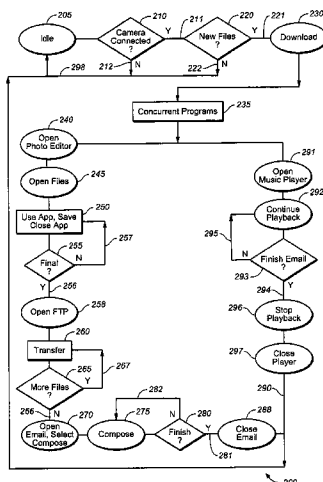 205
210
211
220
221
230
Idle
Camera
Connected
?
Y
New Files
?
Y
Download
298
212
N
222
N
Concurrent Programs
235
240
Open
Photo Editor
Open Files
245
250
Use App, Save
Close App
255
257
Final
?
N
Y
256
Open FTP
258
260
Transfer
265
267
More Files
?
Y
266
N
270
Open
Email, Select
Compose
282
275
Compose
N
280
Finish
?
Y
281
288
Close
Email
291
Open
Music Player
292
Continue
Playback
295
N
Finish Email
?
293
294
Y
296
Stop
Playback
297
Close
Player
290
200